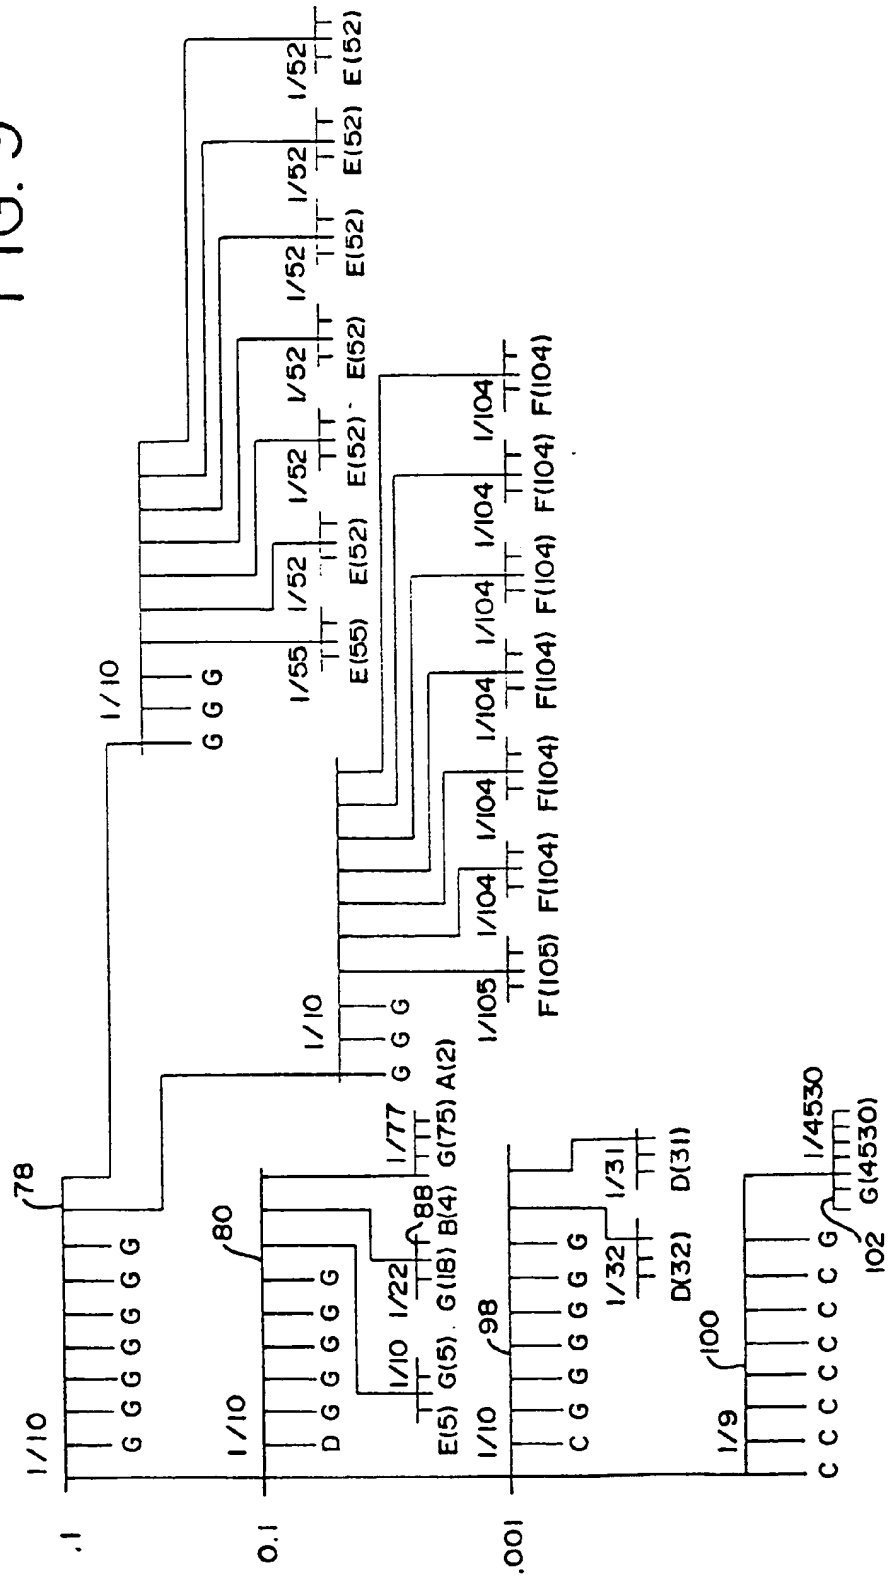 FIG. 9
.1
1/10
78
G G G G G G G
1/10
G G G
1/55 1/52 1/52 1/52 1/52 1/52 1/52
E(55) E(52) E(52) E(52) E(52) E(52) E(52)
0.1
1/10
80
D G G G G G
1/10
G G G
1/10 1/22 88 1/77
E(5) G(5) G(18) B(4) G(75) A(2)
1/105 1/104 1/104 1/104 1/104 1/104 1/104
F(105) F(104) F(104) F(104) F(104) F(104) F(104)
.001
1/10
98
C G G G G G G
1/32 1/31
D(32) D(31)
1/9
100
C C C C C C C G
1/4530
G(4530)
102